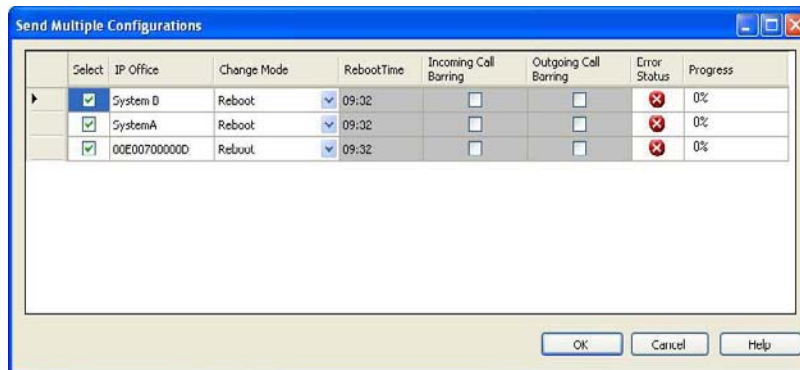 Send Multiple Configurations
Select IP Office Change Mode RebootTime Incoming Call Barring Outgoing Call Barring Error Status Progress
System B Reboot 09:32 0%
SystemA Reboot 09:32 0%
00E00700000D Reboot 09:32 0%
OK Cancel Help